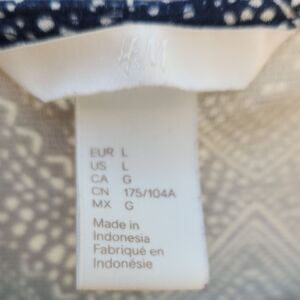 H&M
EUR L
US L
CA G
CN 175/104A
MX G
Made in
Indonesia
Fabriqué en
Indonésie